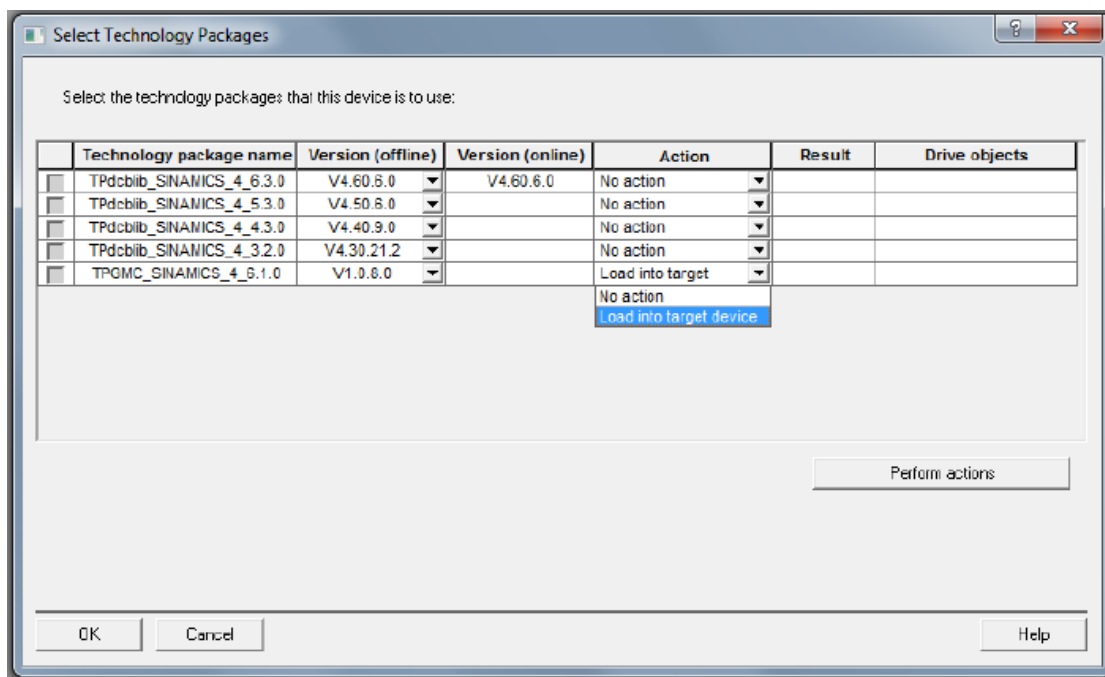 Select Technology Packages
Select the technology packages that this device is to use:
Technology package name Version (offline) Version (online) Action Result Drive objects
TPdcblib_SINAMICS_4_6.3.0 V4.60.6.0 V4.60.6.0 No action
TPdcblib_SINAMICS_4_5.3.0 V4.50.6.0 No action
TPdcblib_SINAMICS_4_4.3.0 V4.40.9.0 No action
TPdcblib_SINAMICS_4_3.2.0 V4.30.21.2 No action
TPGMC_SINAMICS_4_6.1.0 V1.0.8.0 Load into target
No action
Load into target device
Perform actions
OK Cancel Help